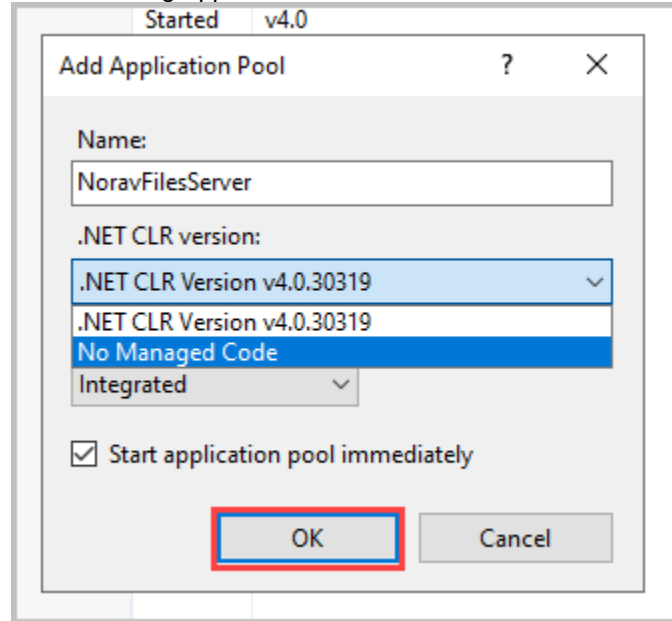 Started v4.0
Add Application Pool ? ×
Name:
NoravFilesServer
.NET CLR version:
.NET CLR Version v4.0.30319
.NET CLR Version v4.0.30319
No Managed Code
Integrated
Start application pool immediately
OK Cancel